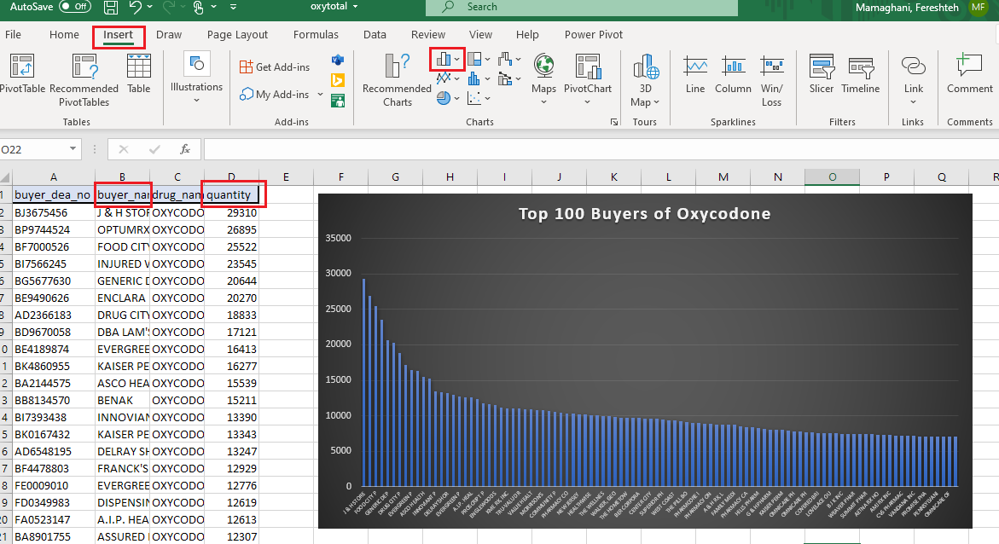 AutoSave Off oxytotal Search Mamaghani, Fereshteh MF
File Home Insert Draw Page Layout Formulas Data Review View Help Power Pivot
PivotTable Recommended PivotTables Table
Illustrations
Get Add-ins
My Add-ins
Recommended Charts
Maps PivotChart
3D Map
Line Column Win/ Loss
Slicer Timeline
Link
Comment
Tables Add-ins Charts Tours Sparklines Filters Links Comments
O22 fx
A B C D E F G H I J K L M N O P Q R
1 buyer_dea_no buyer_nam drug_nam quantity
2 BJ3675456 J & H STOR OXYCODO 29310
3 BP9744524 OPTUMRX OXYCODO 26895
4 BF7000526 FOOD CITY OXYCODO 25522
5 BI7566245 INJURED W OXYCODO 23545
6 BG5677630 GENERIC D OXYCODO 20644
7 BE9490626 ENCLARA OXYCODO 20270
8 AD2366183 DRUG CITY OXYCODO 18833
9 BD9670058 DBA LAM'S OXYCODO 17121
0 BE4189874 EVERGREE OXYCODO 16413
1 BK4860955 KAISER PE OXYCODO 16277
2 BA2144575 ASCO HEA OXYCODO 15539
3 BB8134570 BENAK OXYCODO 15211
4 BI7393438 INNOVIAN OXYCODO 13390
5 BK0167432 KAISER PE OXYCODO 13343
6 AD6548195 DELRAY SH OXYCODO 13247
7 BF4478803 FRANCK'S OXYCODO 12929
8 FE0009010 EVERGREE OXYCODO 12776
9 FD0349983 DISPENSIN OXYCODO 12619
20 FA0523147 A.I.P. HEA OXYCODO 12613
21 BA8901755 ASSURED OXYCODO 12307
Top 100 Buyers of Oxycodone
35000
30000
25000
20000
15000
10000
5000
0